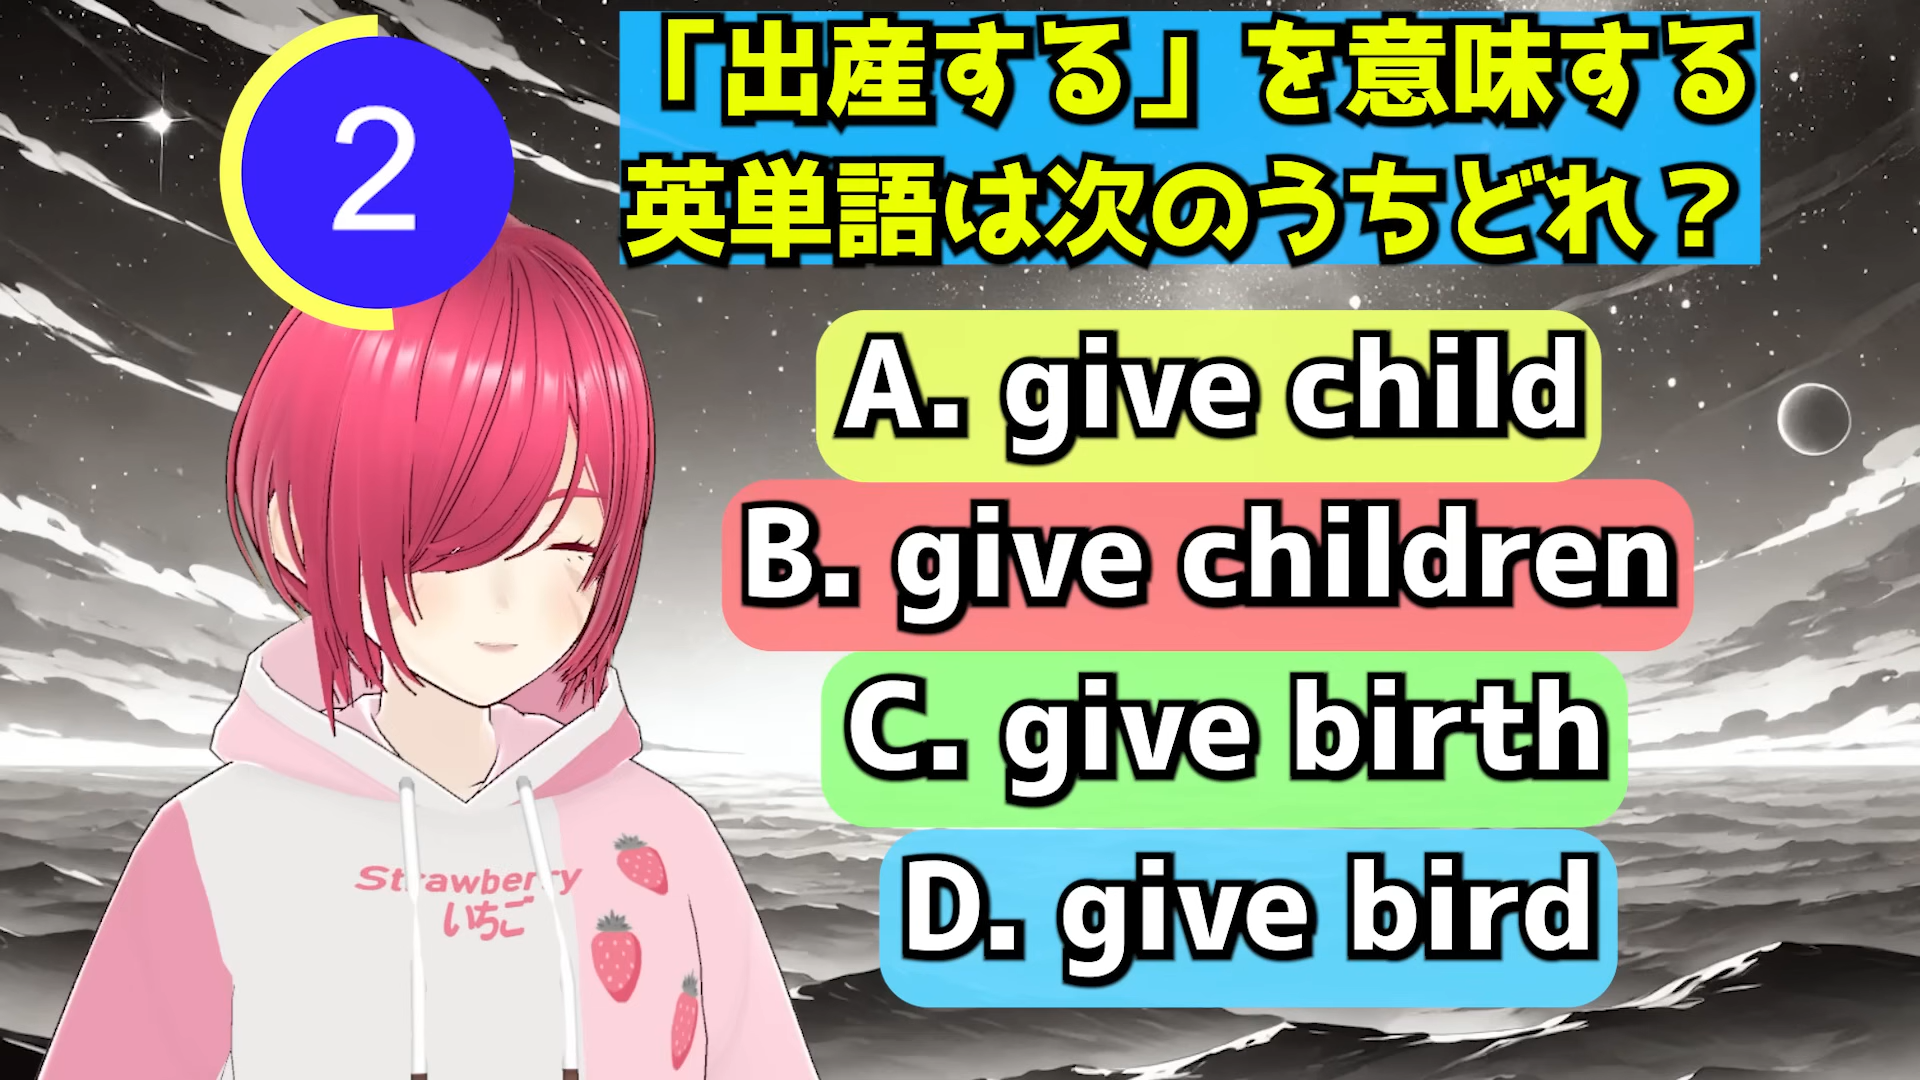 2
「出産する」を意味する
英単語は次のうちどれ？
A. give child
B. give children
C. give birth
D. give bird
Strawberry
いちご